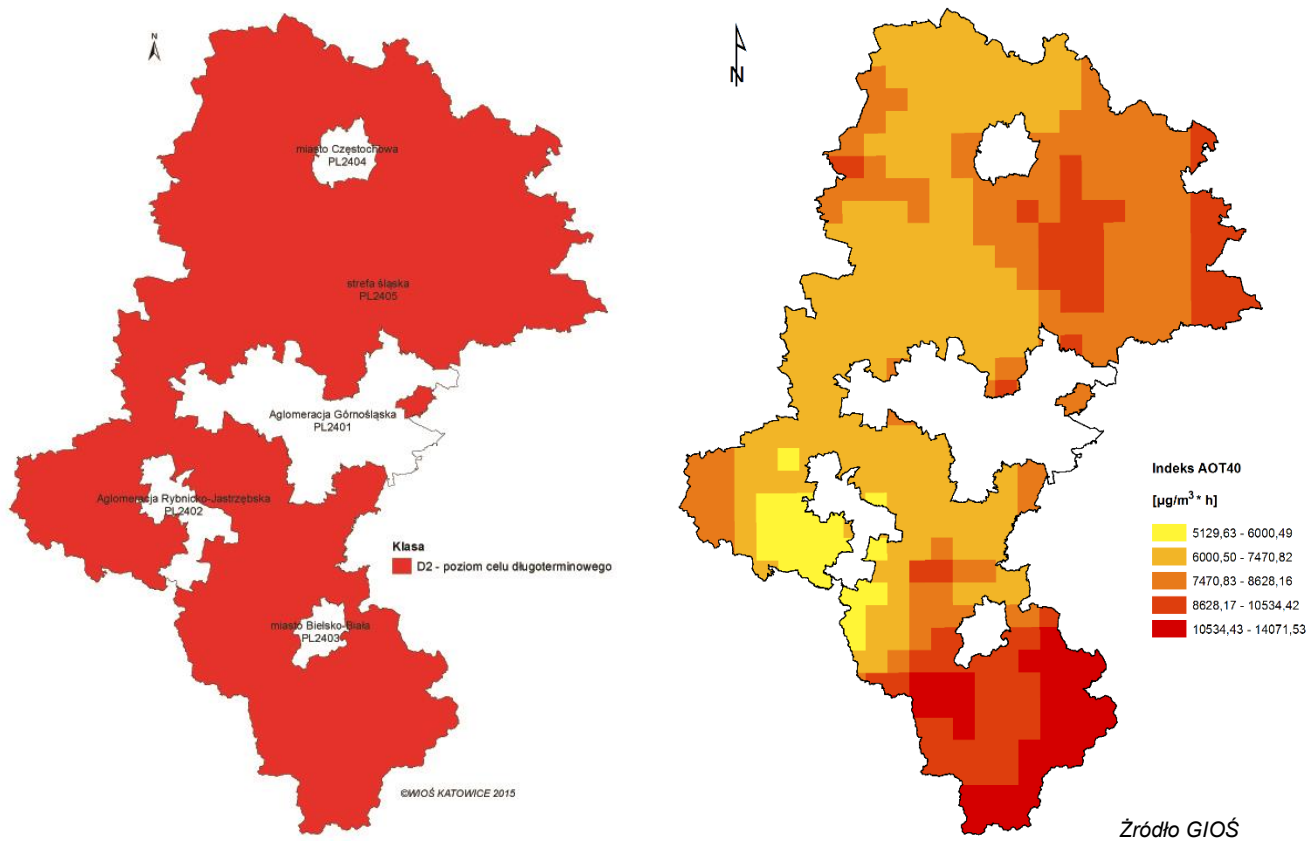 N
miasto Częstochowa
PL2404
strefa śląska
PL2405
Aglomeracja Górnośląska
PL2401
Aglomeracja Rybnicko-Jastrzębska
PL2402
Klasa
D2 - poziom celu długoterminowego
miasto Bielsko-Biała
PL2403
©WIOŚ KATOWICE 2015
N
Indeks AOT40
[µg/m³ * h]
5129,63 - 6000,49
6000,50 - 7470,82
7470,83 - 8628,16
8628,17 - 10534,42
10534,43 - 14071,53
Źródło GIOŚ